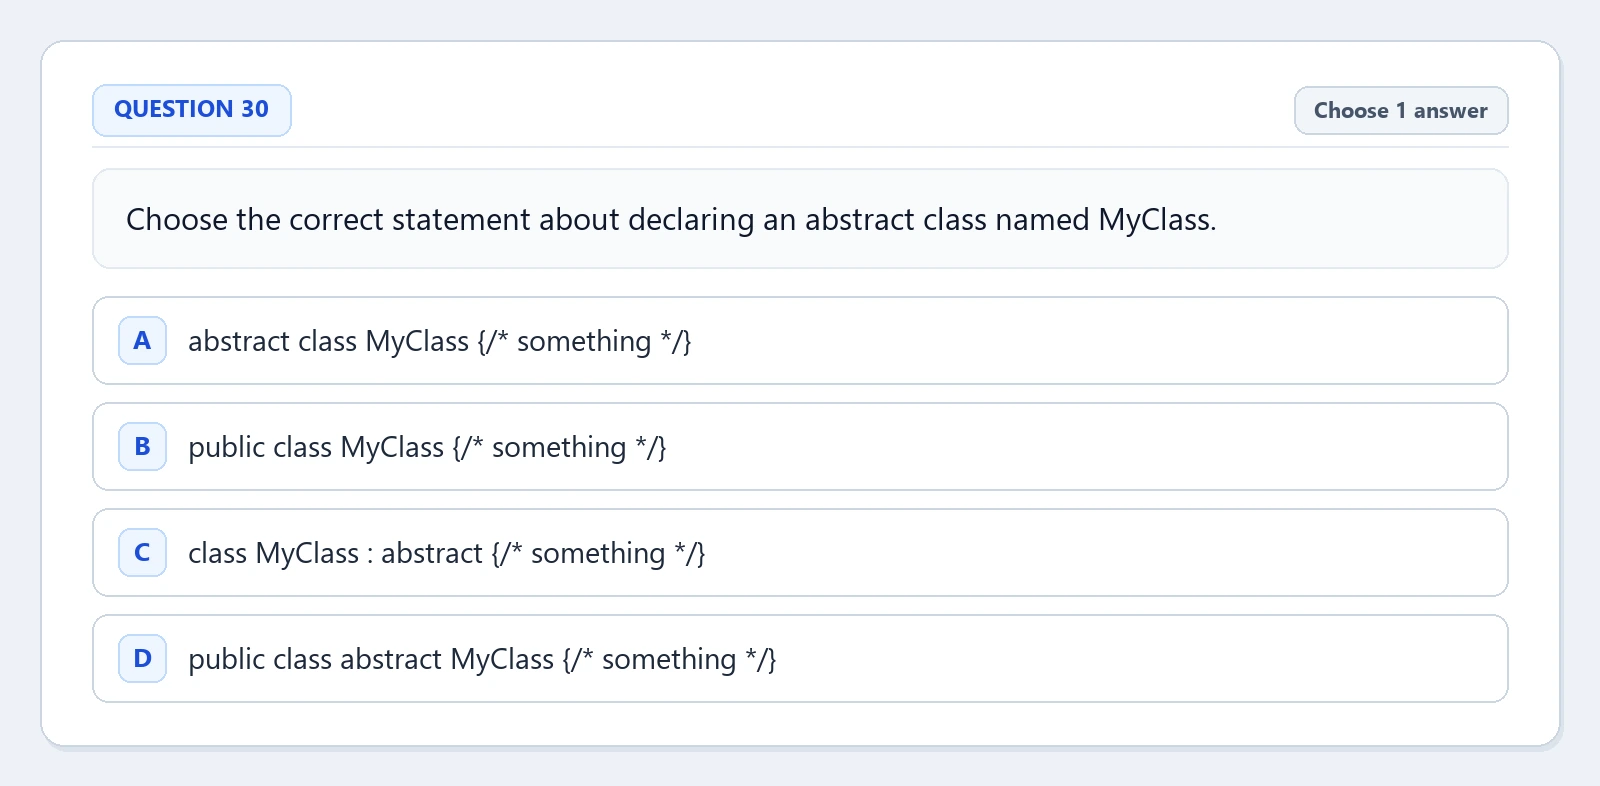 QUESTION 30
Choose 1 answer
Choose the correct statement about declaring an abstract class named MyClass.
A abstract class MyClass {/* something */}
B public class MyClass {/* something */}
C class MyClass : abstract {/* something */}
D public class abstract MyClass {/* something */}